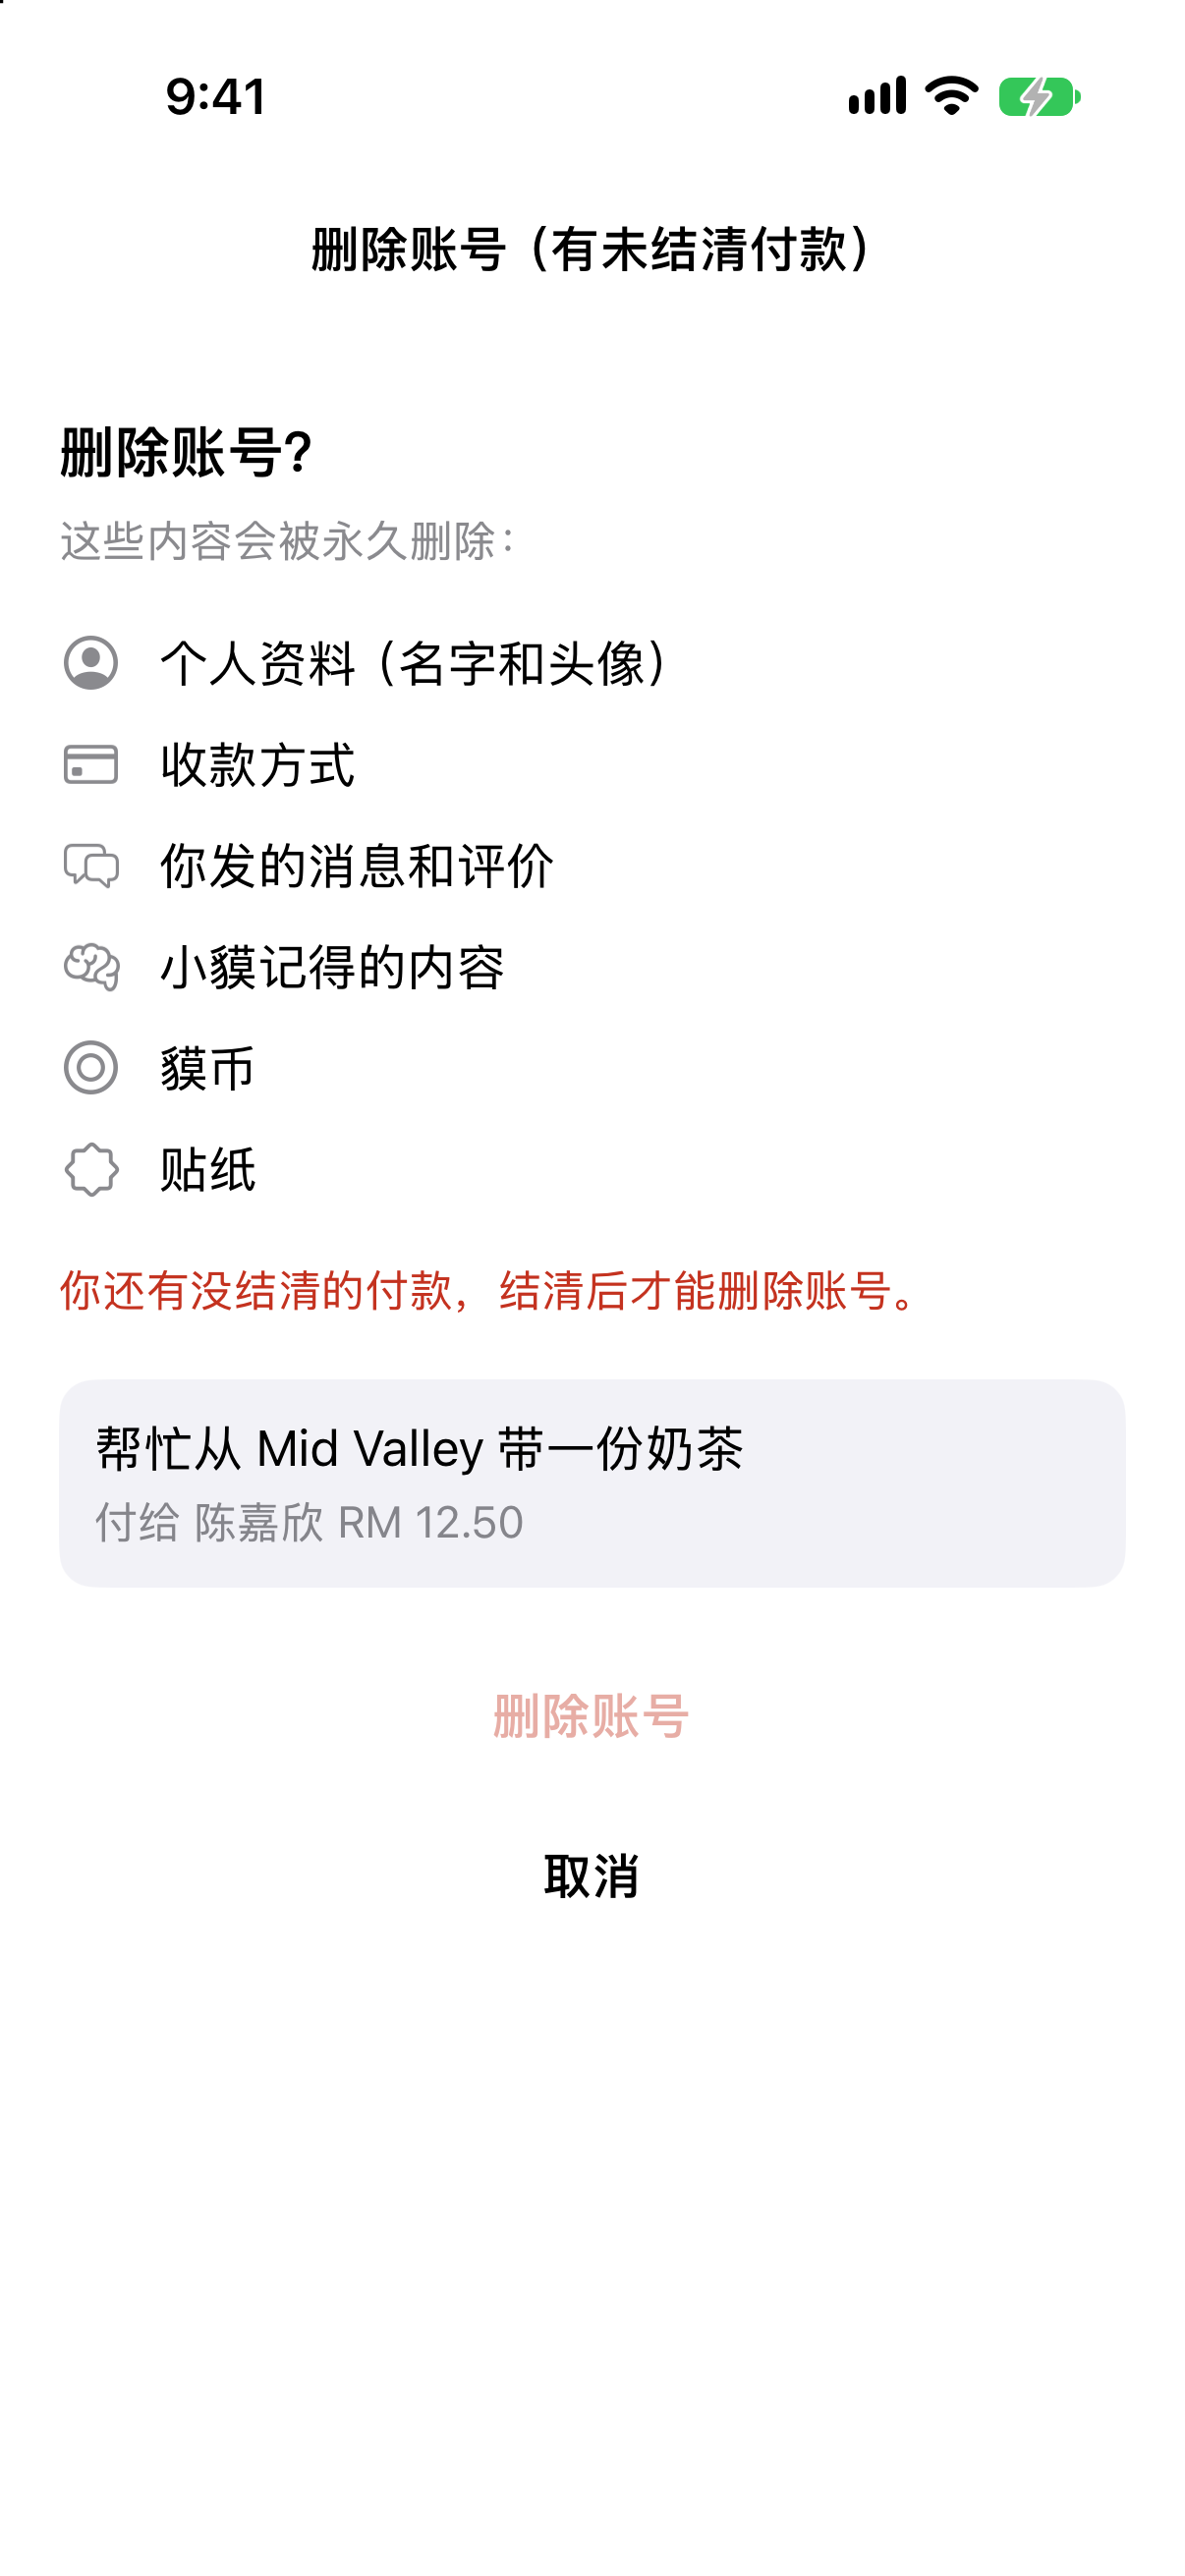 9:41
删除账号（有未结清付款）
删除账号?
这些内容会被永久删除：
个人资料（名字和头像）
收款方式
你发的消息和评价
小貘记得的内容
貘币
贴纸
你还有没结清的付款，结清后才能删除账号。
帮忙从 Mid Valley 带一份奶茶
付给 陈嘉欣 RM 12.50
删除账号
取消